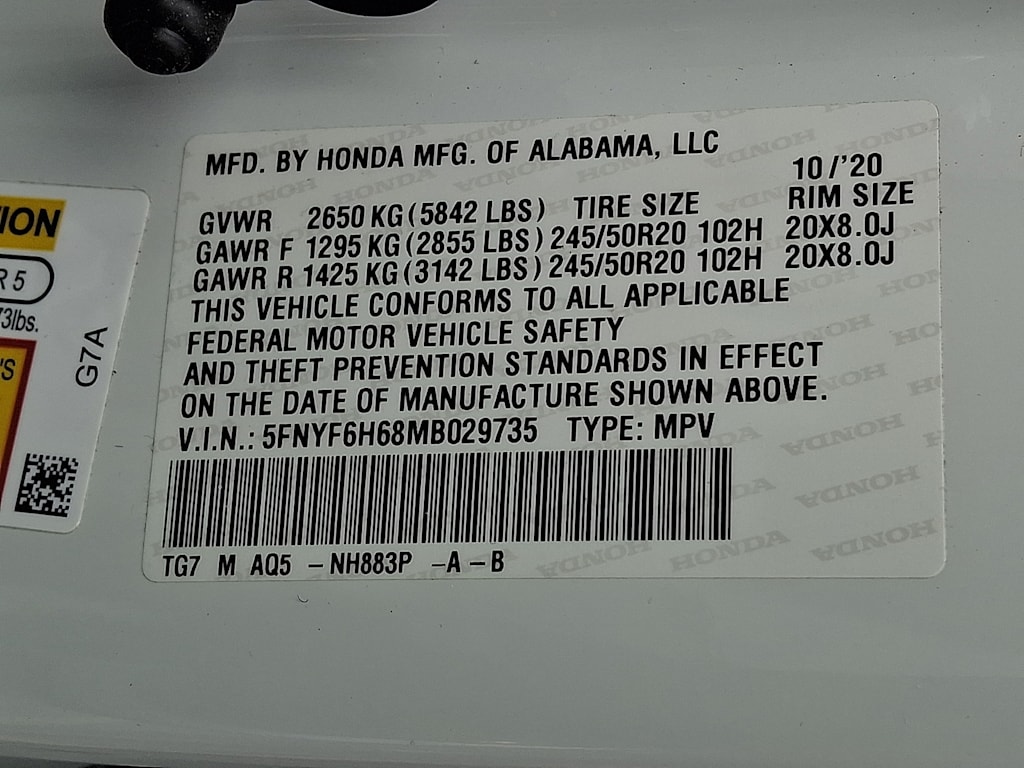 MFD. BY HONDA MFG. OF ALABAMA, LLC
10/'20
GVWR 2650 KG (5842 LBS) TIRE SIZE RIM SIZE
GAWR F 1295 KG (2855 LBS) 245/50R20 102H 20X8.0J
GAWR R 1425 KG (3142 LBS) 245/50R20 102H 20X8.0J
THIS VEHICLE CONFORMS TO ALL APPLICABLE
FEDERAL MOTOR VEHICLE SAFETY
AND THEFT PREVENTION STANDARDS IN EFFECT
ON THE DATE OF MANUFACTURE SHOWN ABOVE.
V.I.N.: 5FNYF6H68MB029735 TYPE: MPV
TG7 M AQ5 – NH883P – A – B
G7A
ION
R 5
73lbs.
'S